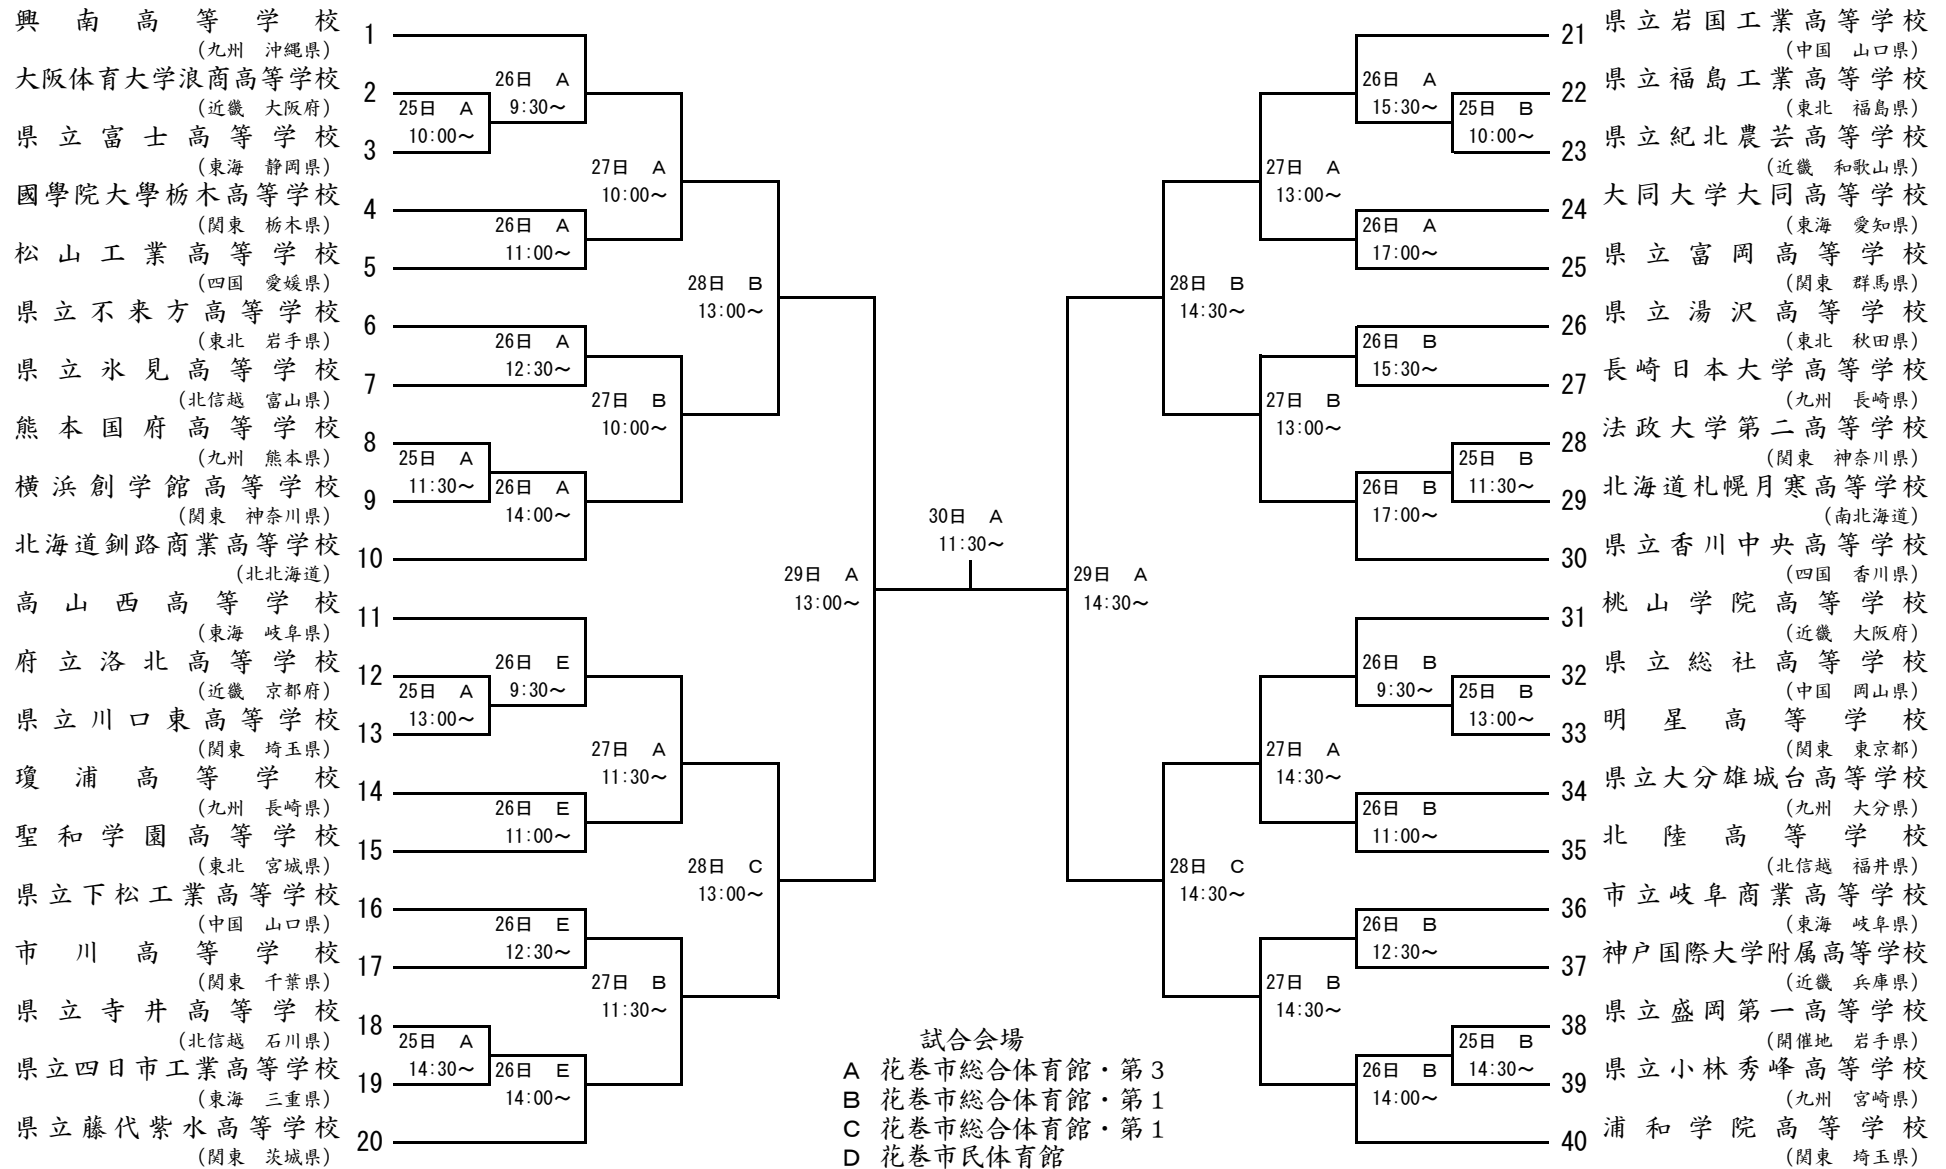 興南高等学校
(九州 沖縄県)
1
大阪体育大学浪商高等学校
(近畿 大阪府)
2
県立富士高等学校
(東海 静岡県)
3
國學院大學栃木高等学校
(関東 栃木県)
4
松山工業高等学校
(四国 愛媛県)
5
県立不来方高等学校
(東北 岩手県)
6
県立氷見高等学校
(北信越 富山県)
7
熊本国府高等学校
(九州 熊本県)
8
横浜創学館高等学校
(関東 神奈川県)
9
北海道釧路商業高等学校
(北北海道)
10
高山西高等学校
(東海 岐阜県)
11
府立洛北高等学校
(近畿 京都府)
12
県立川口東高等学校
(関東 埼玉県)
13
瓊浦高等学校
(九州 長崎県)
14
聖和学園高等学校
(東北 宮城県)
15
県立下松工業高等学校
(中国 山口県)
16
市川高等学校
(関東 千葉県)
17
県立寺井高等学校
(北信越 石川県)
18
県立四日市工業高等学校
(東海 三重県)
19
県立藤代紫水高等学校
(関東 茨城県)
20
25日 A
10:00～
25日 A
11:30～
25日 A
13:00～
25日 A
14:30～
26日 A
9:30～
26日 A
11:00～
26日 A
12:30～
26日 A
14:00～
26日 E
9:30～
26日 E
11:00～
26日 E
12:30～
26日 E
14:00～
27日 A
10:00～
27日 B
10:00～
27日 A
11:30～
27日 B
11:30～
28日 B
13:00～
28日 C
13:00～
29日 A
13:00～
30日 A
11:30～
29日 A
14:30～
28日 B
14:30～
28日 C
14:30～
27日 A
13:00～
27日 B
13:00～
27日 A
14:30～
27日 B
14:30～
26日 A
15:30～
26日 A
17:00～
26日 B
15:30～
26日 B
17:00～
26日 B
9:30～
26日 B
11:00～
26日 B
12:30～
26日 B
14:00～
25日 B
10:00～
25日 B
11:30～
25日 B
13:00～
25日 B
14:30～
21
県立岩国工業高等学校
(中国 山口県)
22
県立福島工業高等学校
(東北 福島県)
23
県立紀北農芸高等学校
(近畿 和歌山県)
24
大同大学大同高等学校
(東海 愛知県)
25
県立富岡高等学校
(関東 群馬県)
26
県立湯沢高等学校
(東北 秋田県)
27
長崎日本大学高等学校
(九州 長崎県)
28
法政大学第二高等学校
(関東 神奈川県)
29
北海道札幌月寒高等学校
(南北海道)
30
県立香川中央高等学校
(四国 香川県)
31
桃山学院高等学校
(近畿 大阪府)
32
県立総社高等学校
(中国 岡山県)
33
明星高等学校
(関東 東京都)
34
県立大分雄城台高等学校
(九州 大分県)
35
北陸高等学校
(北信越 福井県)
36
市立岐阜商業高等学校
(東海 岐阜県)
37
神戸国際大学附属高等学校
(近畿 兵庫県)
38
県立盛岡第一高等学校
(開催地 岩手県)
39
県立小林秀峰高等学校
(九州 宮崎県)
40
浦和学院高等学校
(関東 埼玉県)
試合会場
A 花巻市総合体育館・第3
B 花巻市総合体育館・第1
C 花巻市総合体育館・第1
D 花巻市民体育館